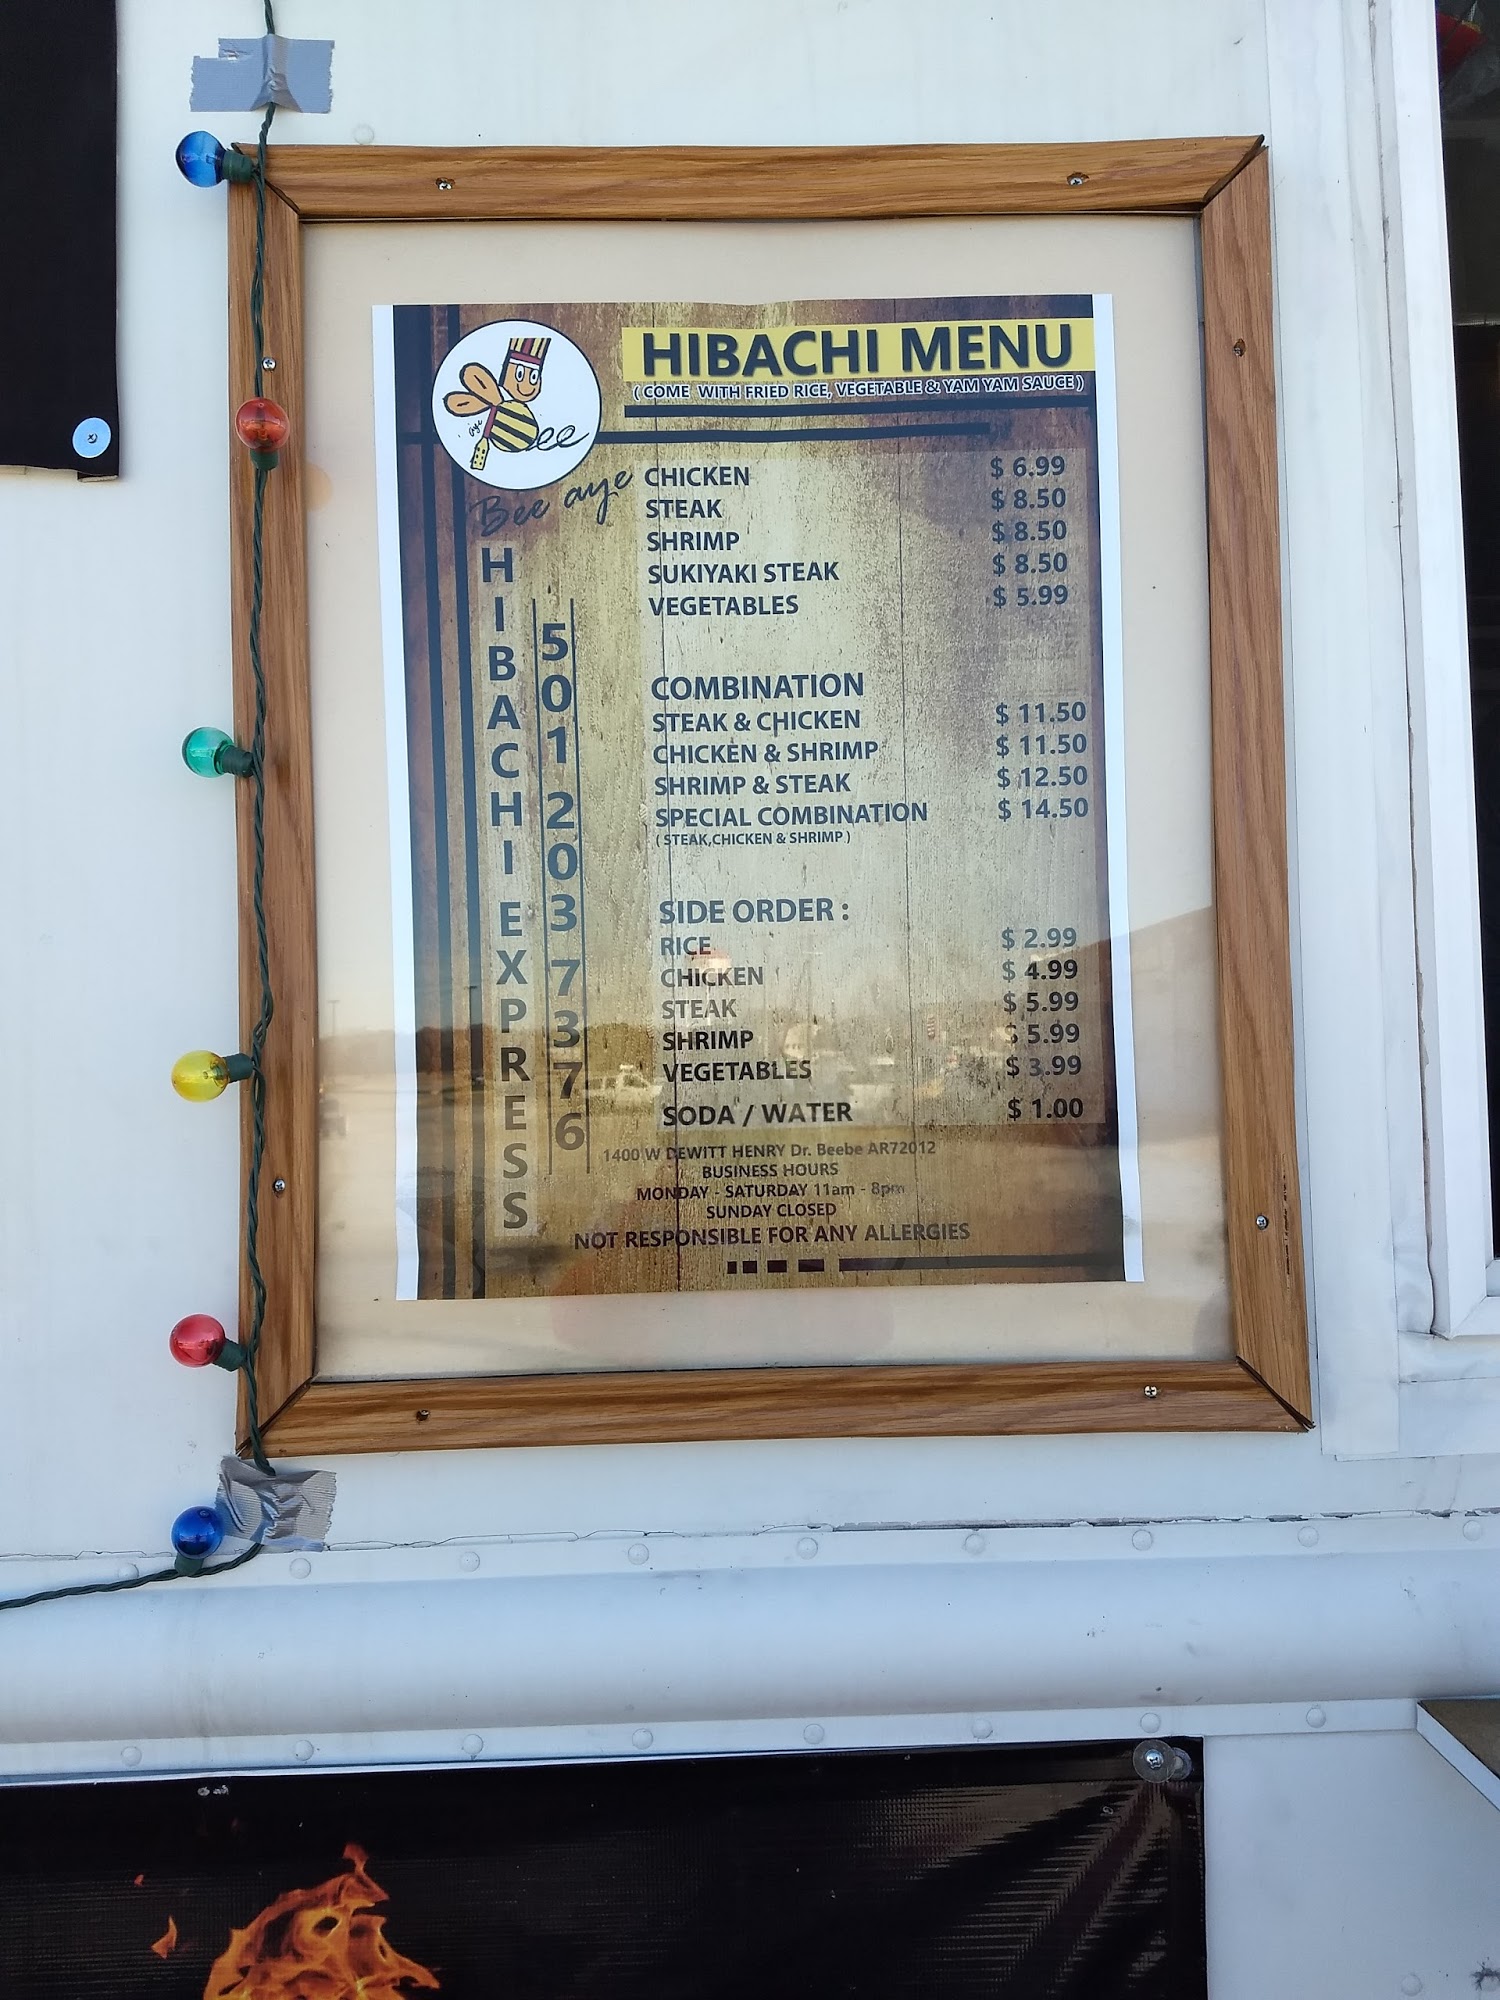 HIBACHI MENU
( COME WITH FRIED RICE, VEGETABLE & YAM YAM SAUCE )
'aye
Bee
Bee aye
HIBACHI EXPRESS
501 203 7376
CHICKEN $ 6.99
STEAK $ 8.50
SHRIMP $ 8.50
SUKIYAKI STEAK $ 8.50
VEGETABLES $ 5.99
COMBINATION
STEAK & CHICKEN $ 11.50
CHICKEN & SHRIMP $ 11.50
SHRIMP & STEAK $ 12.50
SPECIAL COMBINATION $ 14.50
( STEAK,CHICKEN & SHRIMP )
SIDE ORDER :
RICE $ 2.99
CHICKEN $ 4.99
STEAK $ 5.99
SHRIMP $ 5.99
VEGETABLES $ 3.99
SODA / WATER $ 1.00
1400 W DEWITT HENRY Dr. Beebe AR72012
BUSINESS HOURS
MONDAY - SATURDAY 11am - 8pm
SUNDAY CLOSED
NOT RESPONSIBLE FOR ANY ALLERGIES